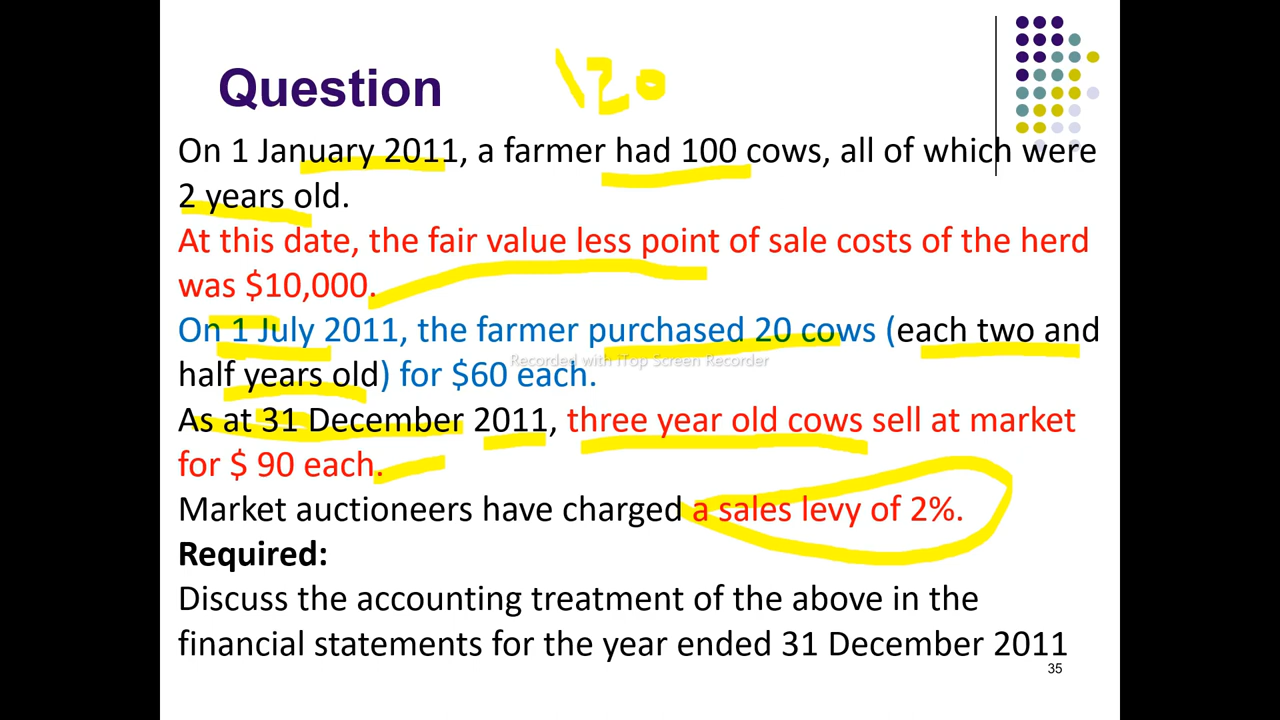 Question
120
On 1 January 2011, a farmer had 100 cows, all of which were
2 years old.
At this date, the fair value less point of sale costs of the herd
was $10,000.
On 1 July 2011, the farmer purchased 20 cows (each two and
Recorded with iTop Screen Recorder
half years old) for $60 each.
As at 31 December 2011, three year old cows sell at market
for $ 90 each.
Market auctioneers have charged a sales levy of 2%.
Required:
Discuss the accounting treatment of the above in the
financial statements for the year ended 31 December 2011
35